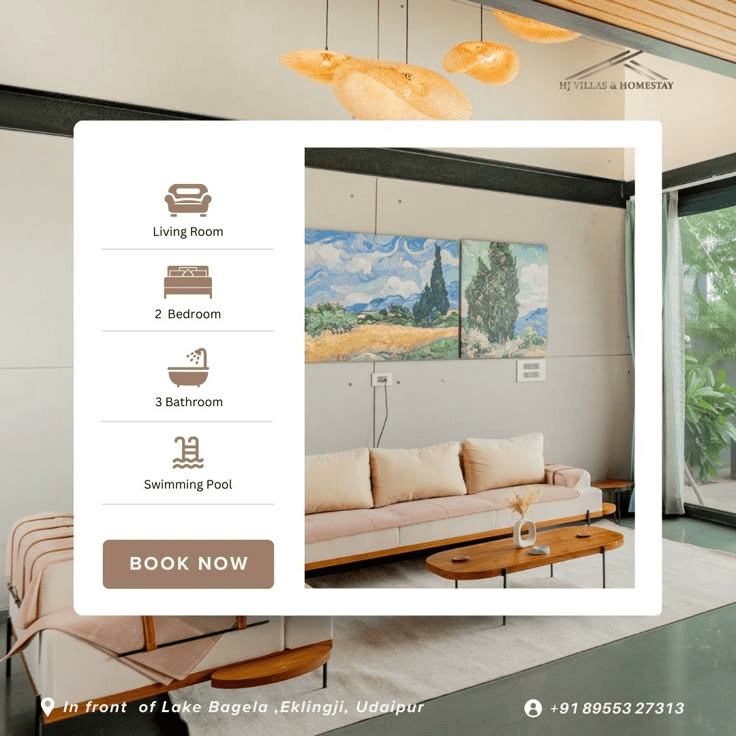 HJ VILLAS & HOMESTAY
Living Room
2 Bedroom
3 Bathroom
Swimming Pool
BOOK NOW
In front of Lake Bagela ,Eklingji, Udaipur
+91 89553 27313